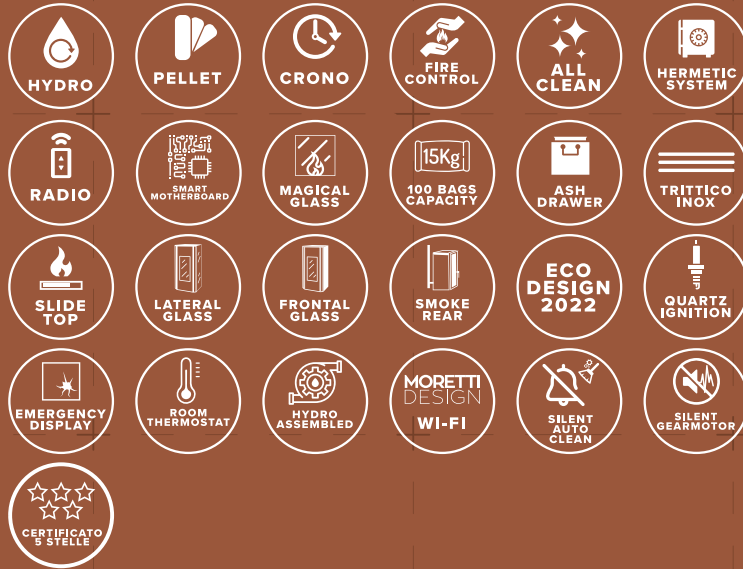 HYDRO
PELLET
CRONO
FIRE
CONTROL
ALL
CLEAN
HERMETIC
SYSTEM
RADIO
SMART
MOTHERBOARD
MAGICAL
GLASS
15Kg
100 BAGS
CAPACITY
ASH
DRAWER
TRITTICO
INOX
SLIDE
TOP
LATERAL
GLASS
FRONTAL
GLASS
SMOKE
REAR
ECO
DESIGN
2022
QUARTZ
IGNITION
EMERGENCY
DISPLAY
ROOM
THERMOSTAT
HYDRO
ASSEMBLED
MORETTI
DESIGN
WI-FI
SILENT
AUTO
CLEAN
SILENT
GEARMOTOR
CERTIFICATO
5 STELLE